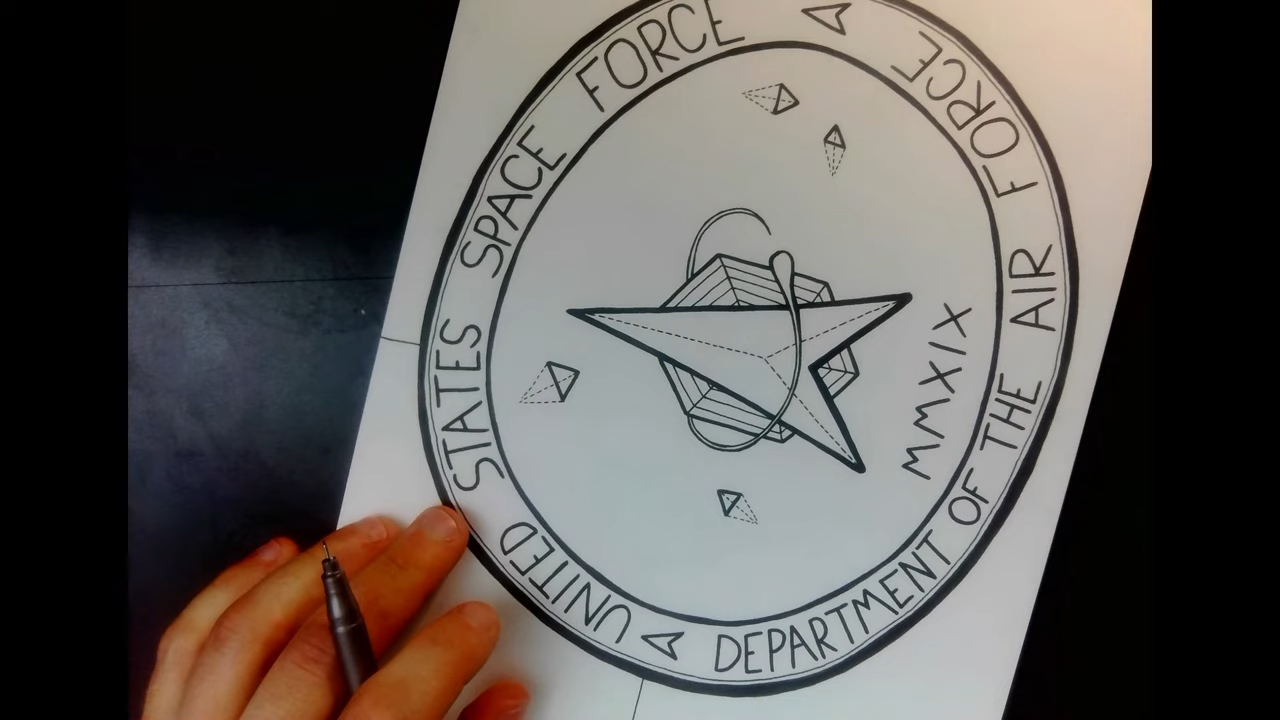 UNITED STATES SPACE FORCE
DEPARTMENT OF THE AIR FORCE
MMXIX